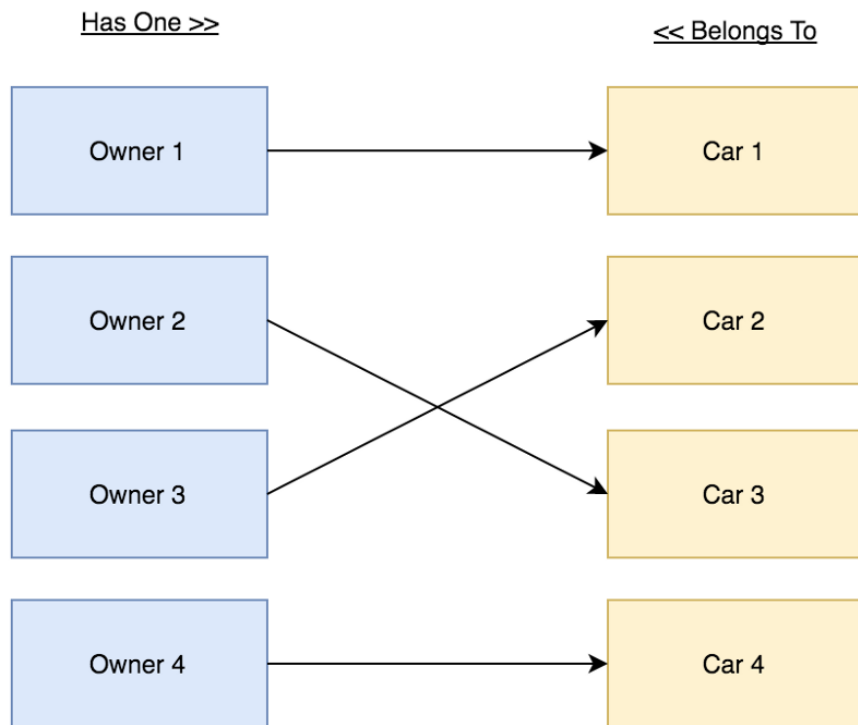 Has One >>
<< Belongs To
Owner 1
Car 1
Owner 2
Car 2
Owner 3
Car 3
Owner 4
Car 4